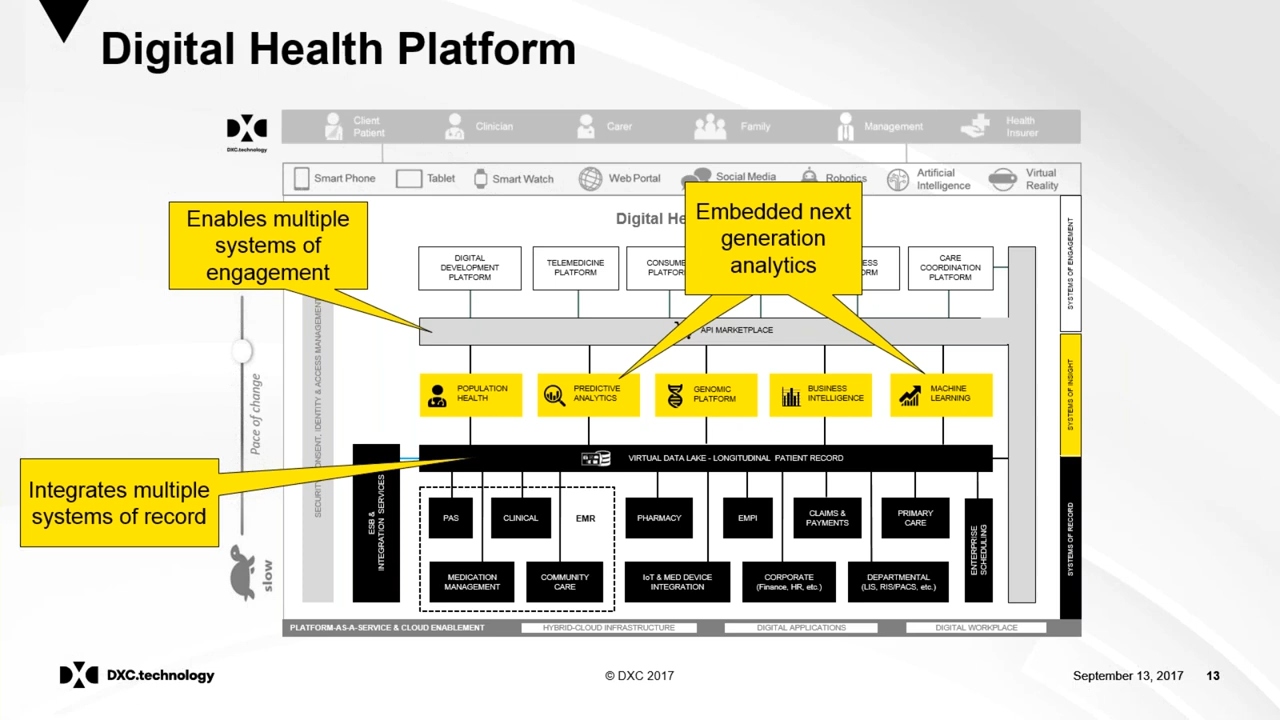 Digital Health Platform
DXC.technology
Client
Patient
Clinician
Carer
Family
Management
Health
Insurer
Smart Phone
Tablet
Smart Watch
Web Portal
Social Media
Robotics
Artificial
Intelligence
Virtual
Reality
Enables multiple
systems of
engagement
Embedded next
generation
analytics
Digital
DIGITAL
DEVELOPMENT
PLATFORM
TELEMEDICINE
PLATFORM
CARE
COORDINATION
PLATFORM
SYSTEMS OF ENGAGEMENT
API MARKETPLACE
POPULATION
HEALTH
PREDICTIVE
ANALYTICS
GENOMIC
PLATFORM
BUSINESS
INTELLIGENCE
MACHINE
LEARNING
SYSTEMS OF INSIGHT
IDENTITY & ACCESS MANAGEMENT
Pace of change
slow
Integrates multiple
systems of record
VIRTUAL DATA LAKE - LONGITUDINAL PATIENT RECORD
ESB &
INTEGRATION SERVICES
PAS
CLINICAL
EMR
PHARMACY
EMPI
CLAIMS &
PAYMENTS
PRIMARY
CARE
ENTERPRISE
SCHEDULING
MEDICATION
MANAGEMENT
COMMUNITY
CARE
IoT & MED DEVICE
INTEGRATION
CORPORATE
(Finance, HR, etc.)
DEPARTMENTAL
(LIS, RIS/PACS, etc.)
SYSTEMS OF RECORD
PLATFORM-AS-A-SERVICE & CLOUD ENABLEMENT
HYBRID-CLOUD INFRASTRUCTURE
DIGITAL APPLICATIONS
DIGITAL WORKPLACE
DXC.technology
© DXC 2017
September 13, 2017
13